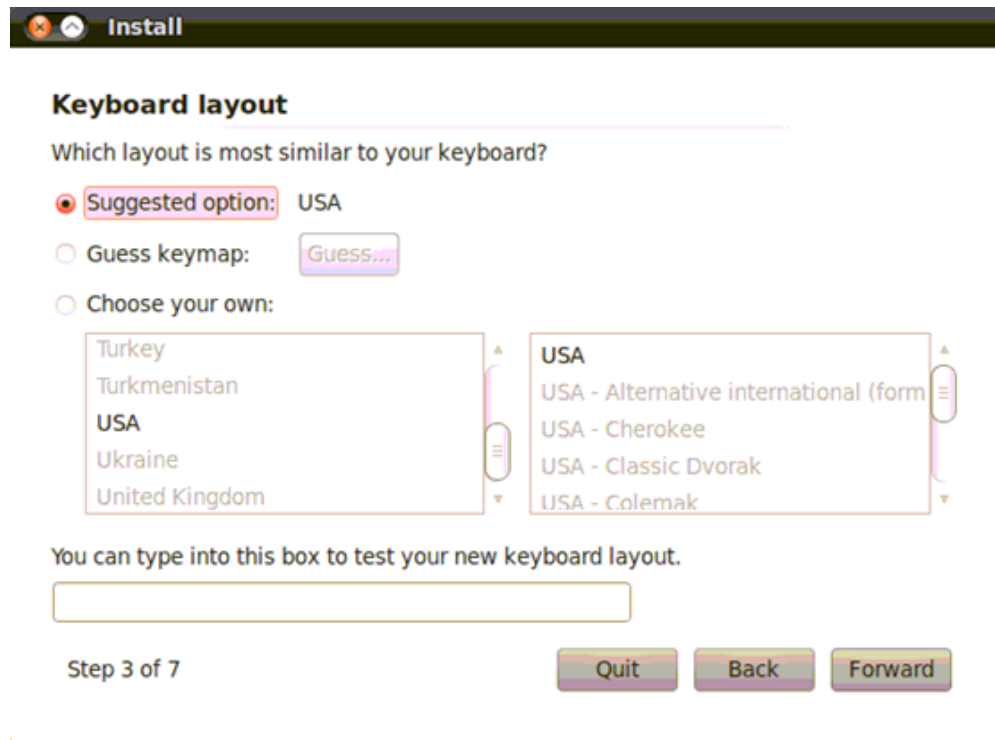 Install
Keyboard layout
Which layout is most similar to your keyboard?
Suggested option: USA
Guess keymap: Guess...
Choose your own:
Turkey
Turkmenistan
USA
Ukraine
United Kingdom
USA
USA - Alternative international (form
USA - Cherokee
USA - Classic Dvorak
USA - Colemak
You can type into this box to test your new keyboard layout.
Step 3 of 7
Quit Back Forward